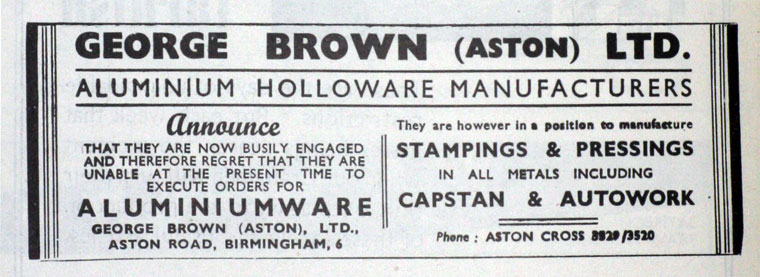 GEORGE BROWN (ASTON) LTD.
ALUMINIUM HOLLOWARE MANUFACTURERS
Announce
THAT THEY ARE NOW BUSILY ENGAGED
AND THEREFORE REGRET THAT THEY ARE
UNABLE AT THE PRESENT TIME TO
EXECUTE ORDERS FOR
ALUMINIUMWARE
GEORGE BROWN (ASTON), LTD.,
ASTON ROAD, BIRMINGHAM, 6
They are however in a position to manufacture
STAMPINGS & PRESSINGS
IN ALL METALS INCLUDING
CAPSTAN & AUTOWORK
Phone : ASTON CROSS /3520